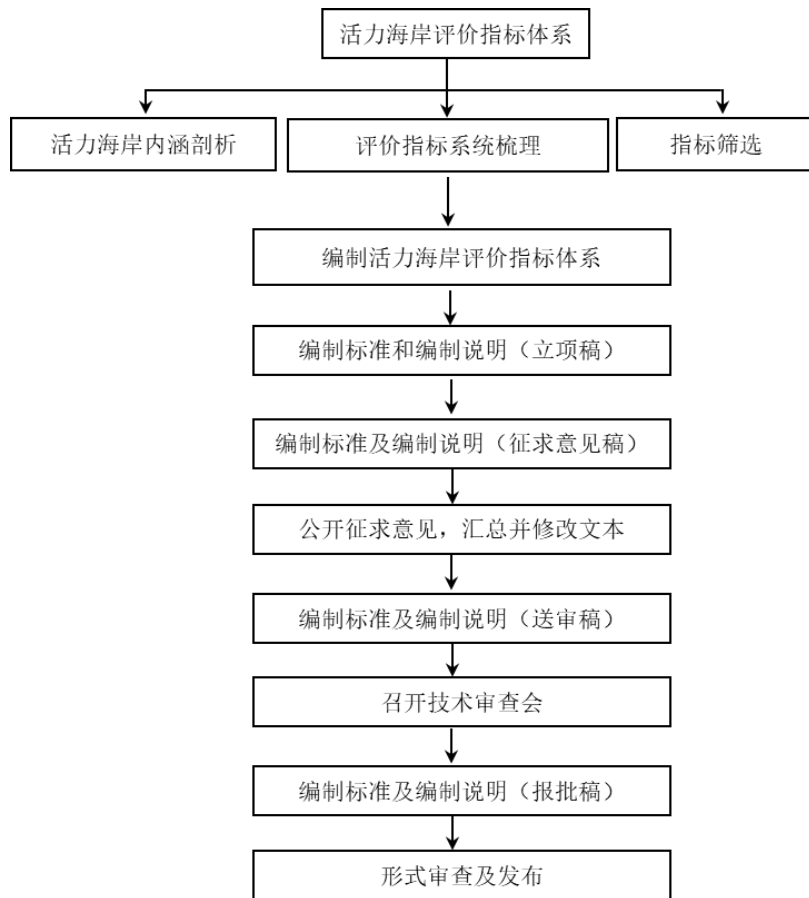 活力海岸评价指标体系
活力海岸内涵剖析
评价指标系统梳理
指标筛选
编制活力海岸评价指标体系
编制标准和编制说明（立项稿）
编制标准及编制说明（征求意见稿）
公开征求意见，汇总并修改文本
编制标准及编制说明（送审稿）
召开技术审查会
编制标准及编制说明（报批稿）
形式审查及发布